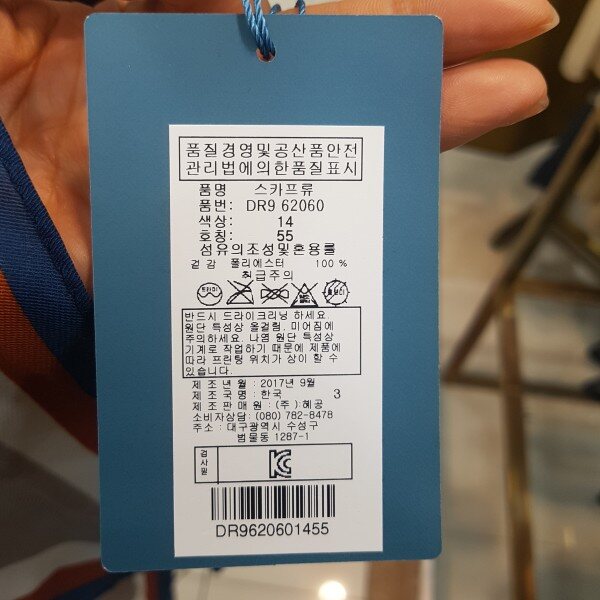 품질경영및공산품안전
관리법에의한품질표시
품명 스카프류
품번: DR9 62060
색상: 14
호칭: 55
섬유의조성및혼용률
겉감 폴리에스터 100 %
취급주의
드라이
반드시 드라이크리닝 하세요.
원단 특성상 올걸림, 미어짐에
주의하세요. 나염 원단 특성상
기계로 작업하기 때문에 제품에
따라 프린팅 위치가 상이 할 수
있습니다.
제 조 년 월 : 2017년 9월
제 조 국 명 : 한국 3
제 조 판 매 원 : (주) 혜공
소비자상담: (080) 782-8478
주소 : 대구광역시 수성구
범물동 1287-1
검사필
KC
DR9620601455